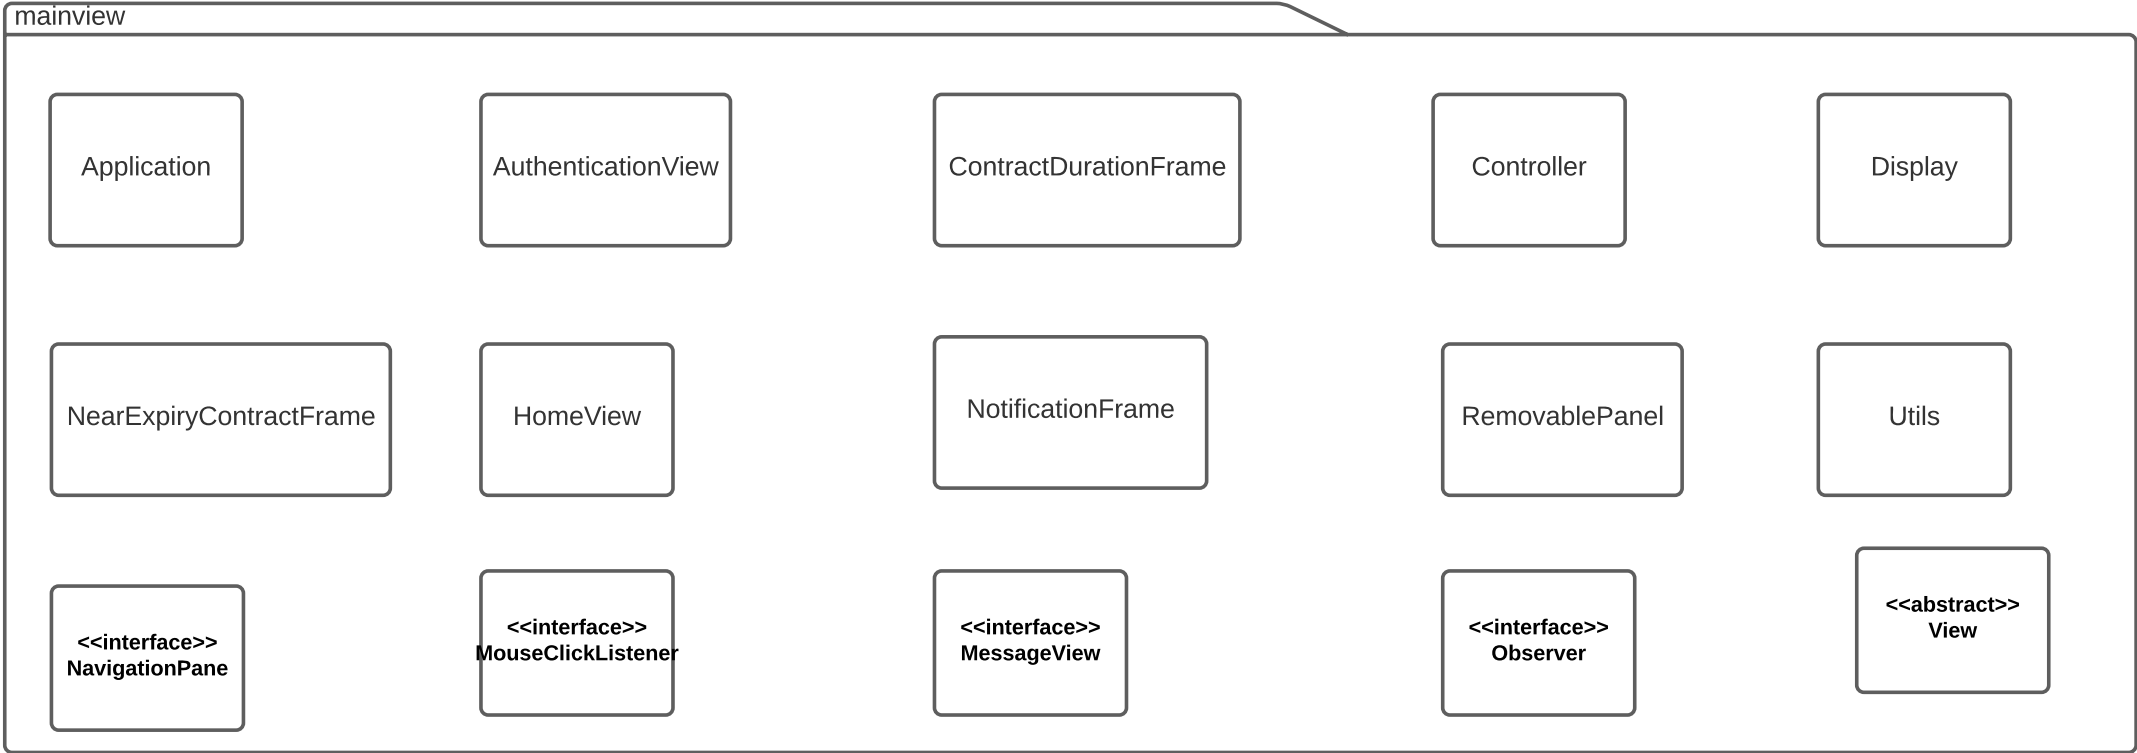 mainview
Application
AuthenticationView
ContractDurationFrame
Controller
Display
NearExpiryContractFrame
HomeView
NotificationFrame
RemovablePanel
Utils
<<interface>>
NavigationPane
<<interface>>
MouseClickListener
<<interface>>
MessageView
<<interface>>
Observer
<<abstract>>
View